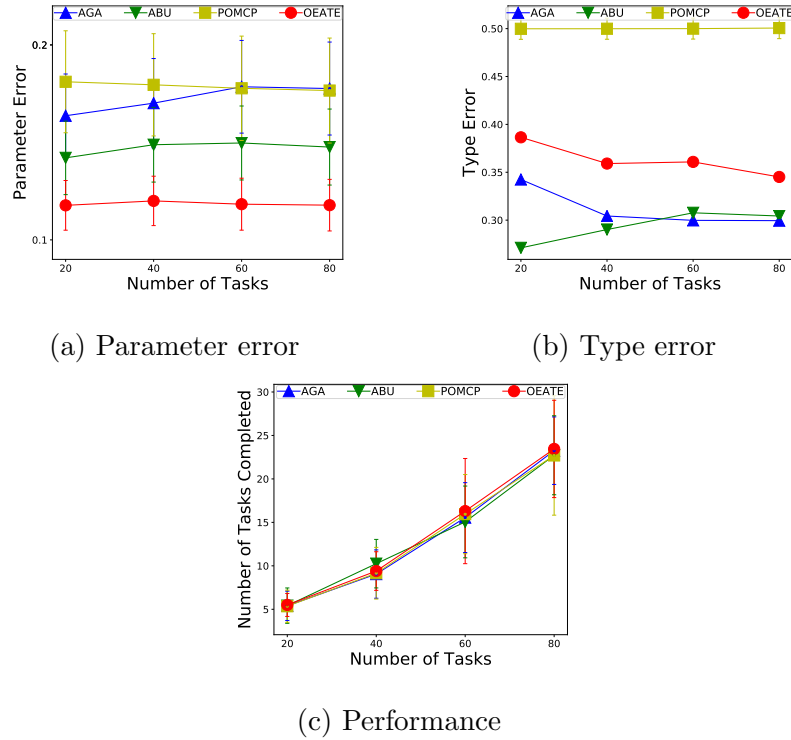 AGA ABU POMCP OEATE
0.2
0.1
Parameter Error
20 40 60 80
Number of Tasks
(a) Parameter error
AGA ABU POMCP OEATE
0.50
0.45
0.40
0.35
0.30
Type Error
20 40 60 80
Number of Tasks
(b) Type error
AGA ABU POMCP OEATE
30
25
20
15
10
5
Number of Tasks Completed
20 40 60 80
Number of Tasks
(c) Performance